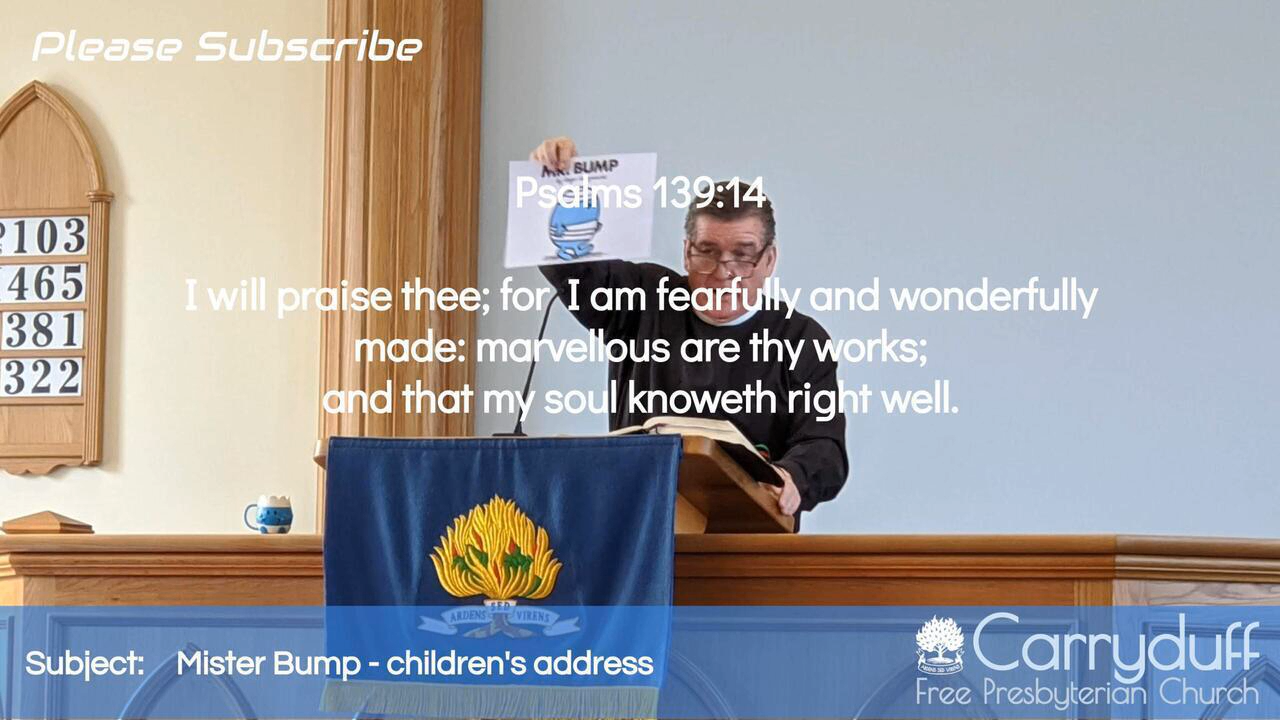 Please Subscribe
MR. BUMP
Psalms 139:14
103
465
381
322
I will praise thee; for I am fearfully and wonderfully
made: marvellous are thy works;
and that my soul knoweth right well.
ARDENS SED VIRENS
Subject: Mister Bump - children's address
Carryduff
Free Presbyterian Church